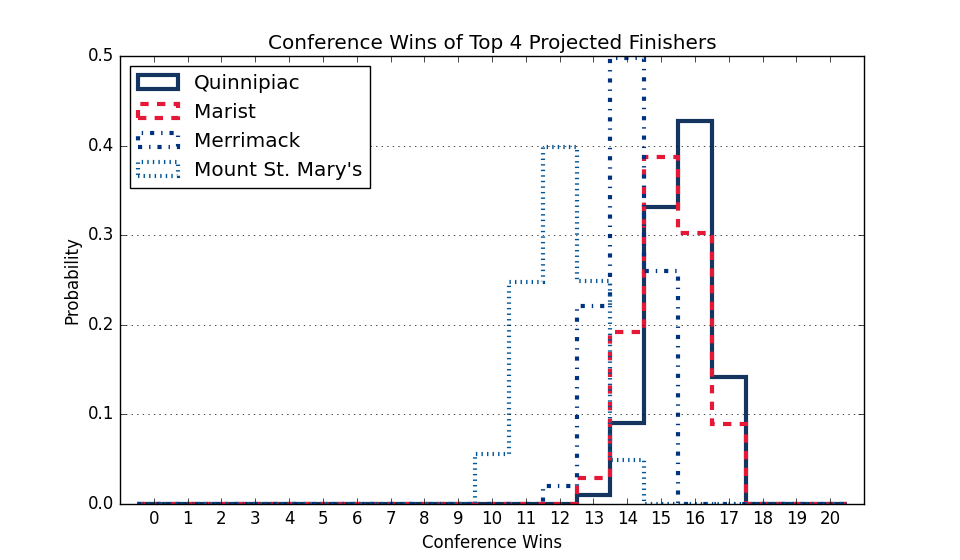 Conference Wins of Top 4 Projected Finishers
Quinnipiac
Marist
Merrimack
Mount St. Mary's
0.5
0.4
0.3
0.2
0.1
0.0
Probability
0 1 2 3 4 5 6 7 8 9 10 11 12 13 14 15 16 17 18 19 20
Conference Wins